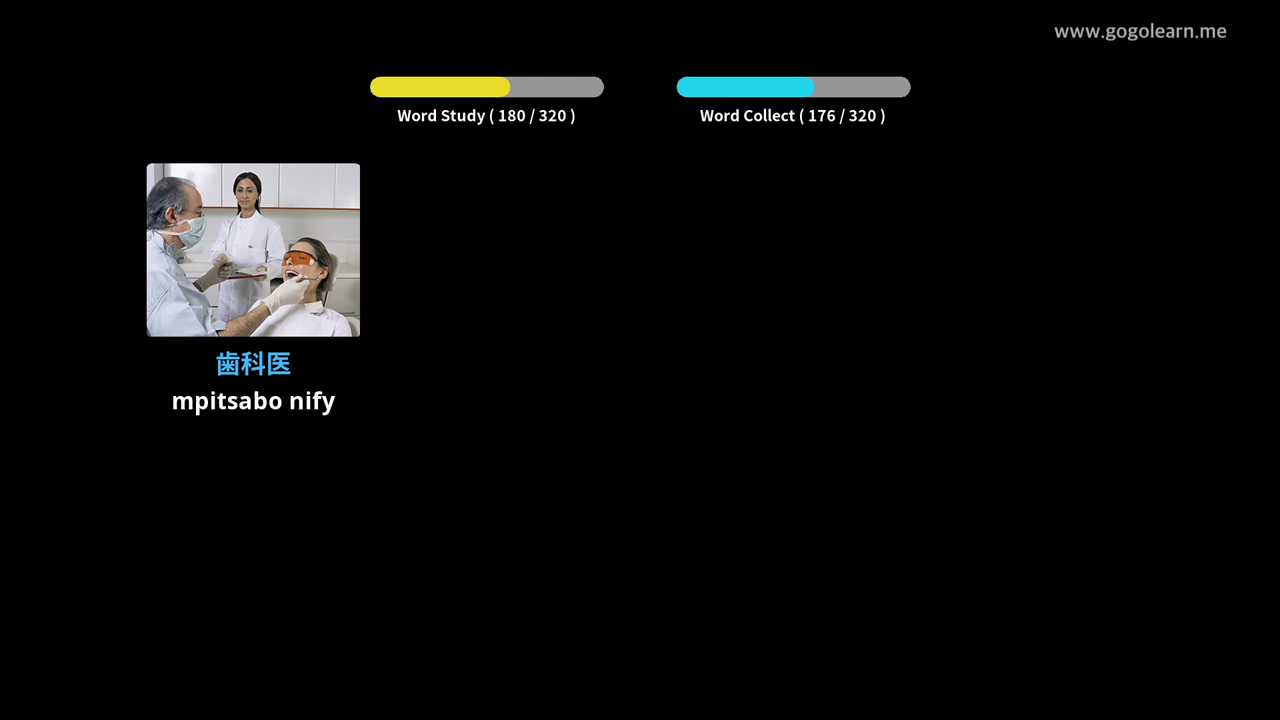 www.gogolearn.me
Word Study ( 180 / 320 )
Word Collect ( 176 / 320 )
歯科医
mpitsabo nify